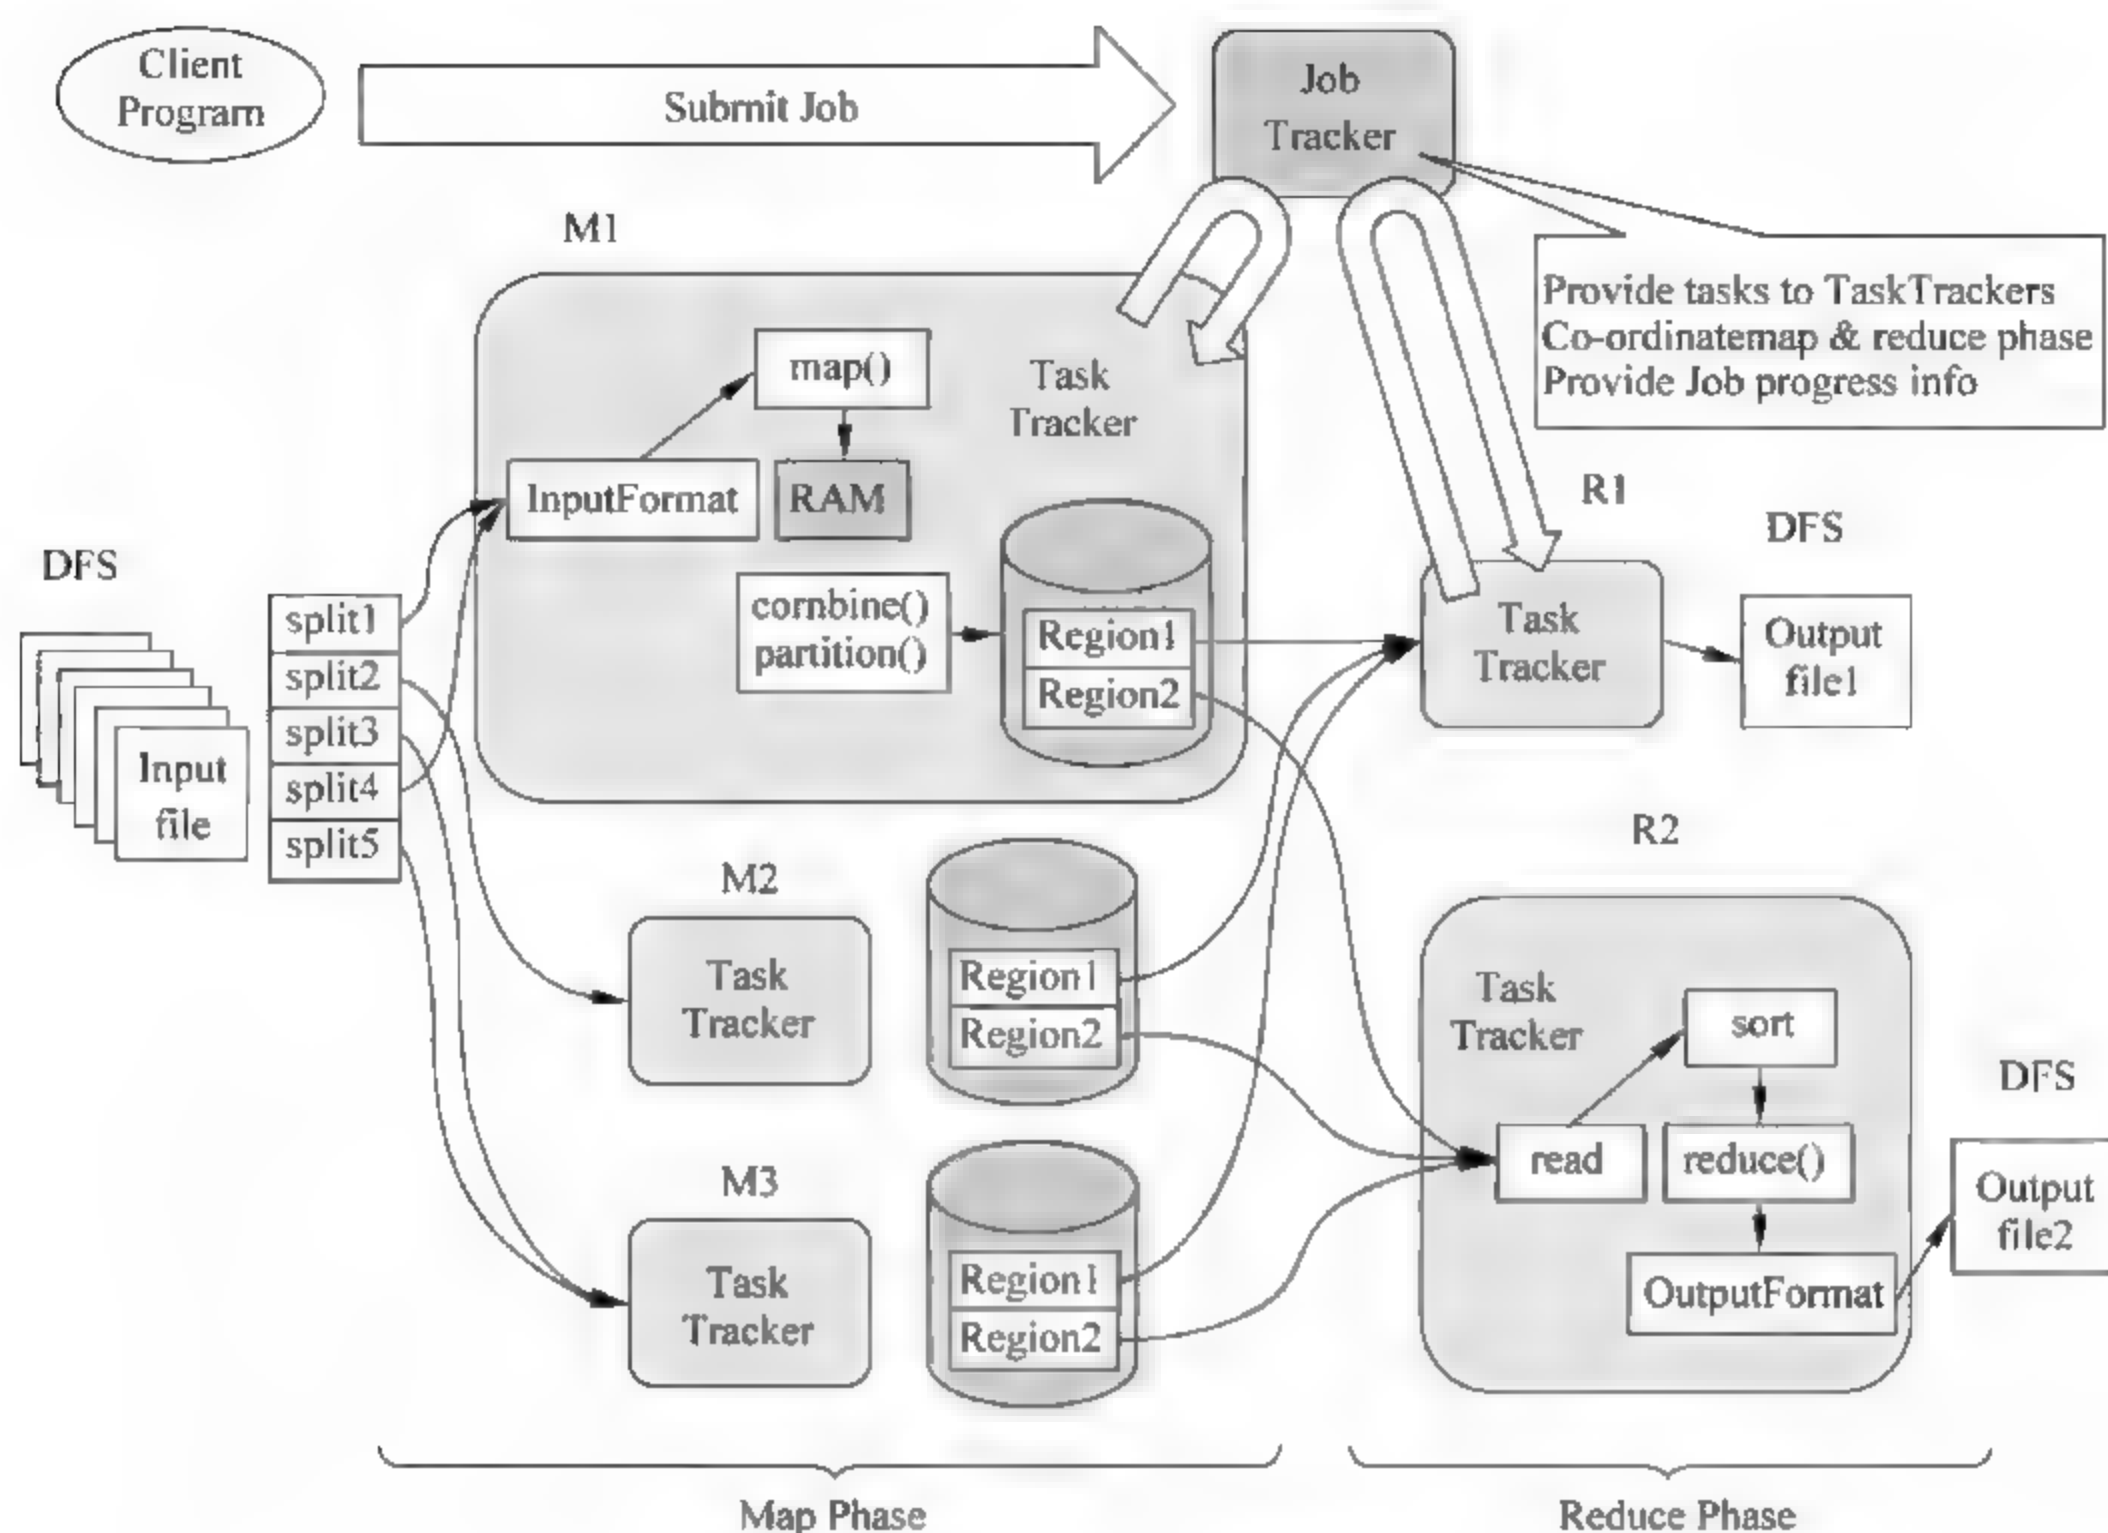 Client
Program
Submit Job
Job
Tracker
M1
Provide tasks to TaskTrackers
Co-ordinatemap & reduce phase
Provide Job progress info
map()
Task
Tracker
InputFormat
RAM
R1
DFS
DFS
split1
split2
split3
split4
split5
Input
file
combine()
partition()
Region1
Region2
Task
Tracker
Output
file1
R2
M2
Task
Tracker
Region1
Region2
Task
Tracker
sort
read
reduce()
OutputFormat
DFS
Output
file2
M3
Task
Tracker
Region1
Region2
Map Phase
Reduce Phase